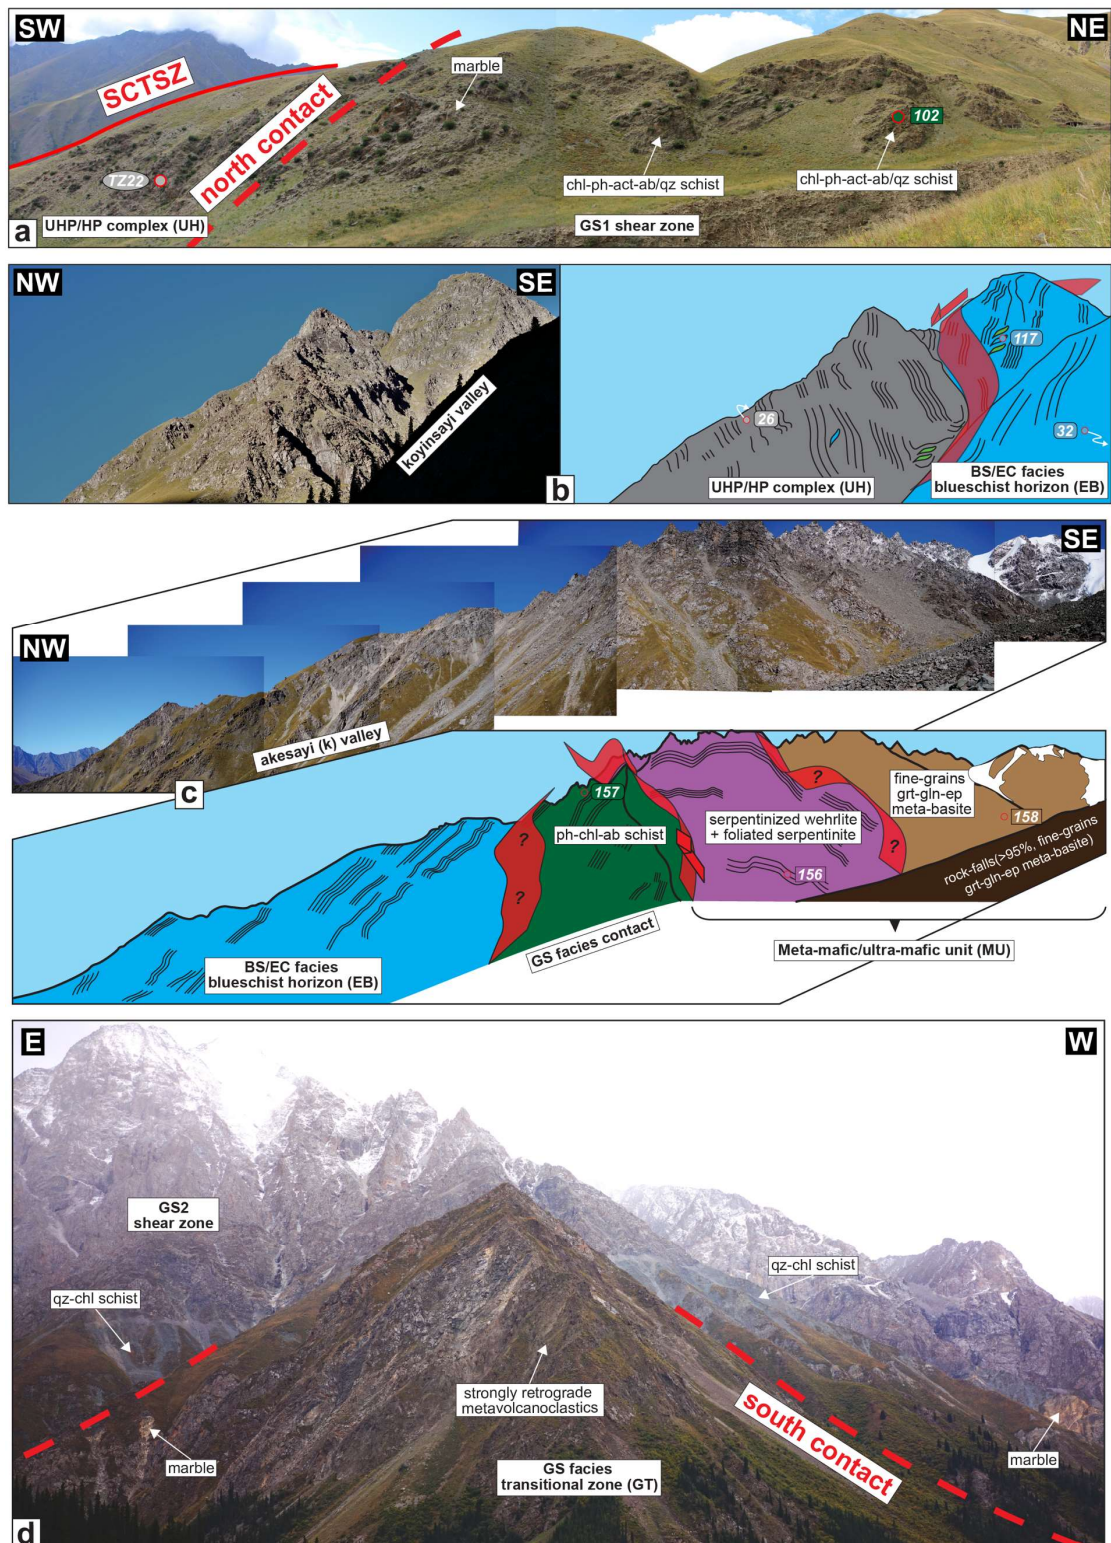 SW
NE
SCTSZ
north contact
marble
102
TZ22
chl-ph-act-ab/qz schist
chl-ph-act-ab/qz schist
UHP/HP complex (UH)
GS1 shear zone
a
NW
SE
koyinsayi valley
117
26
32
UHP/HP complex (UH)
BS/EC facies
blueschist horizon (EB)
b
SE
NW
akesayi (k) valley
c
157
?
?
ph-chl-ab schist
serpentinized wehrlite
+ foliated serpentinite
?
?
fine-grains
grt-gln-ep
meta-basite
158
156
rock-falls(>95%, fine-grains
grt-gln-ep meta-basite)
GS facies contact
BS/EC facies
blueschist horizon (EB)
Meta-mafic/ultra-mafic unit (MU)
E
W
GS2
shear zone
qz-chl schist
qz-chl schist
strongly retrograde
metavolcanoclastics
south contact
marble
marble
GS facies
transitional zone (GT)
d